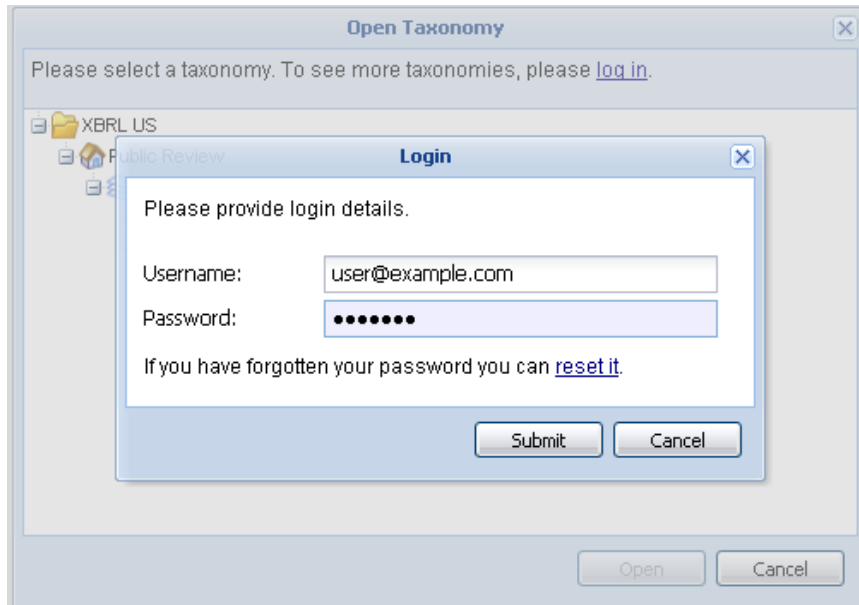 Open Taxonomy
Please select a taxonomy. To see more taxonomies, please log in.
XBRL US
Public Review
Login
Please provide login details.
Username: user@example.com
Password: •••••••
If you have forgotten your password you can reset it.
Submit Cancel
Open Cancel